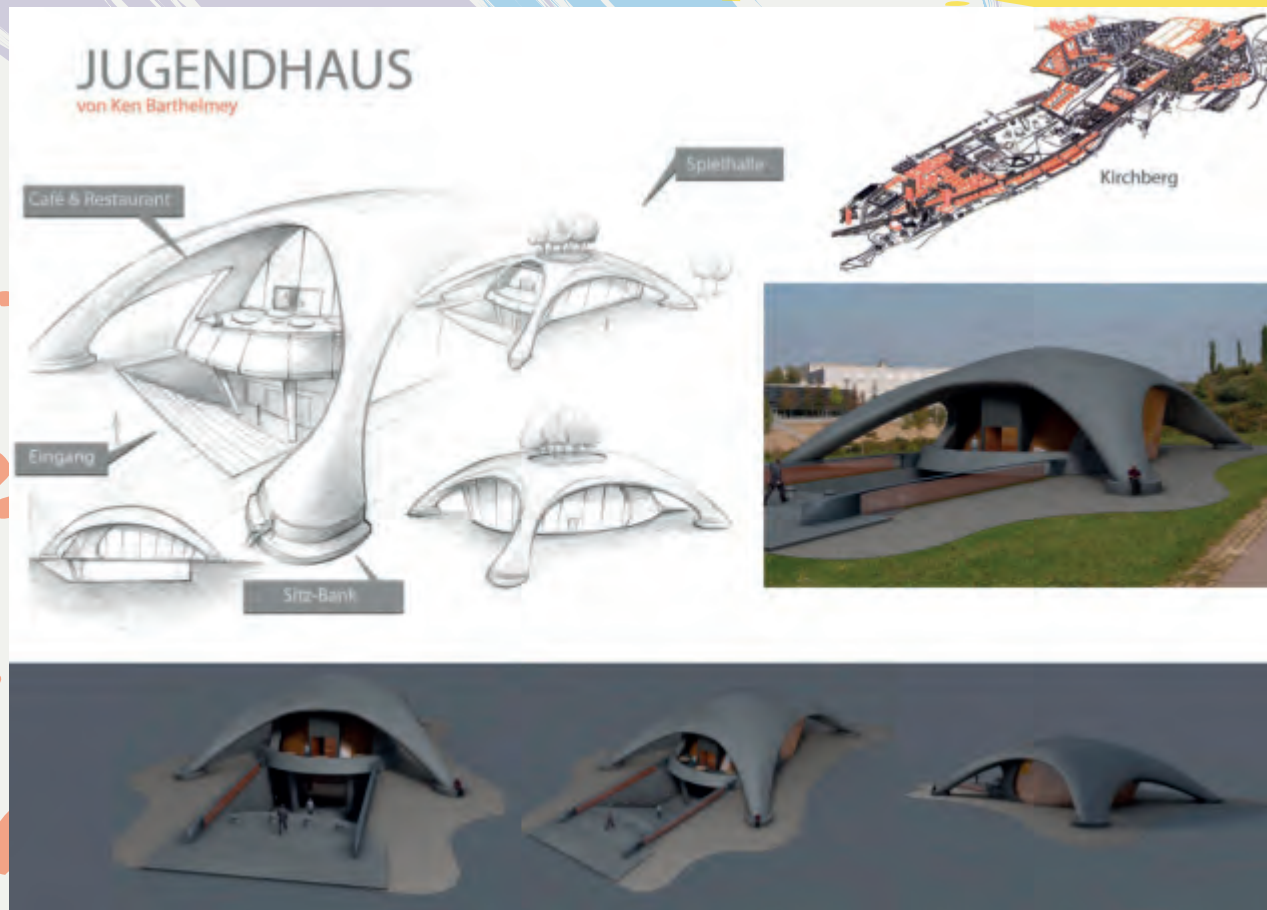 JUGENDHAUS
von Ken Barthelmey
Spielhalle
Kirchberg
Café & Restaurant
Eingang
Sitz-Bank